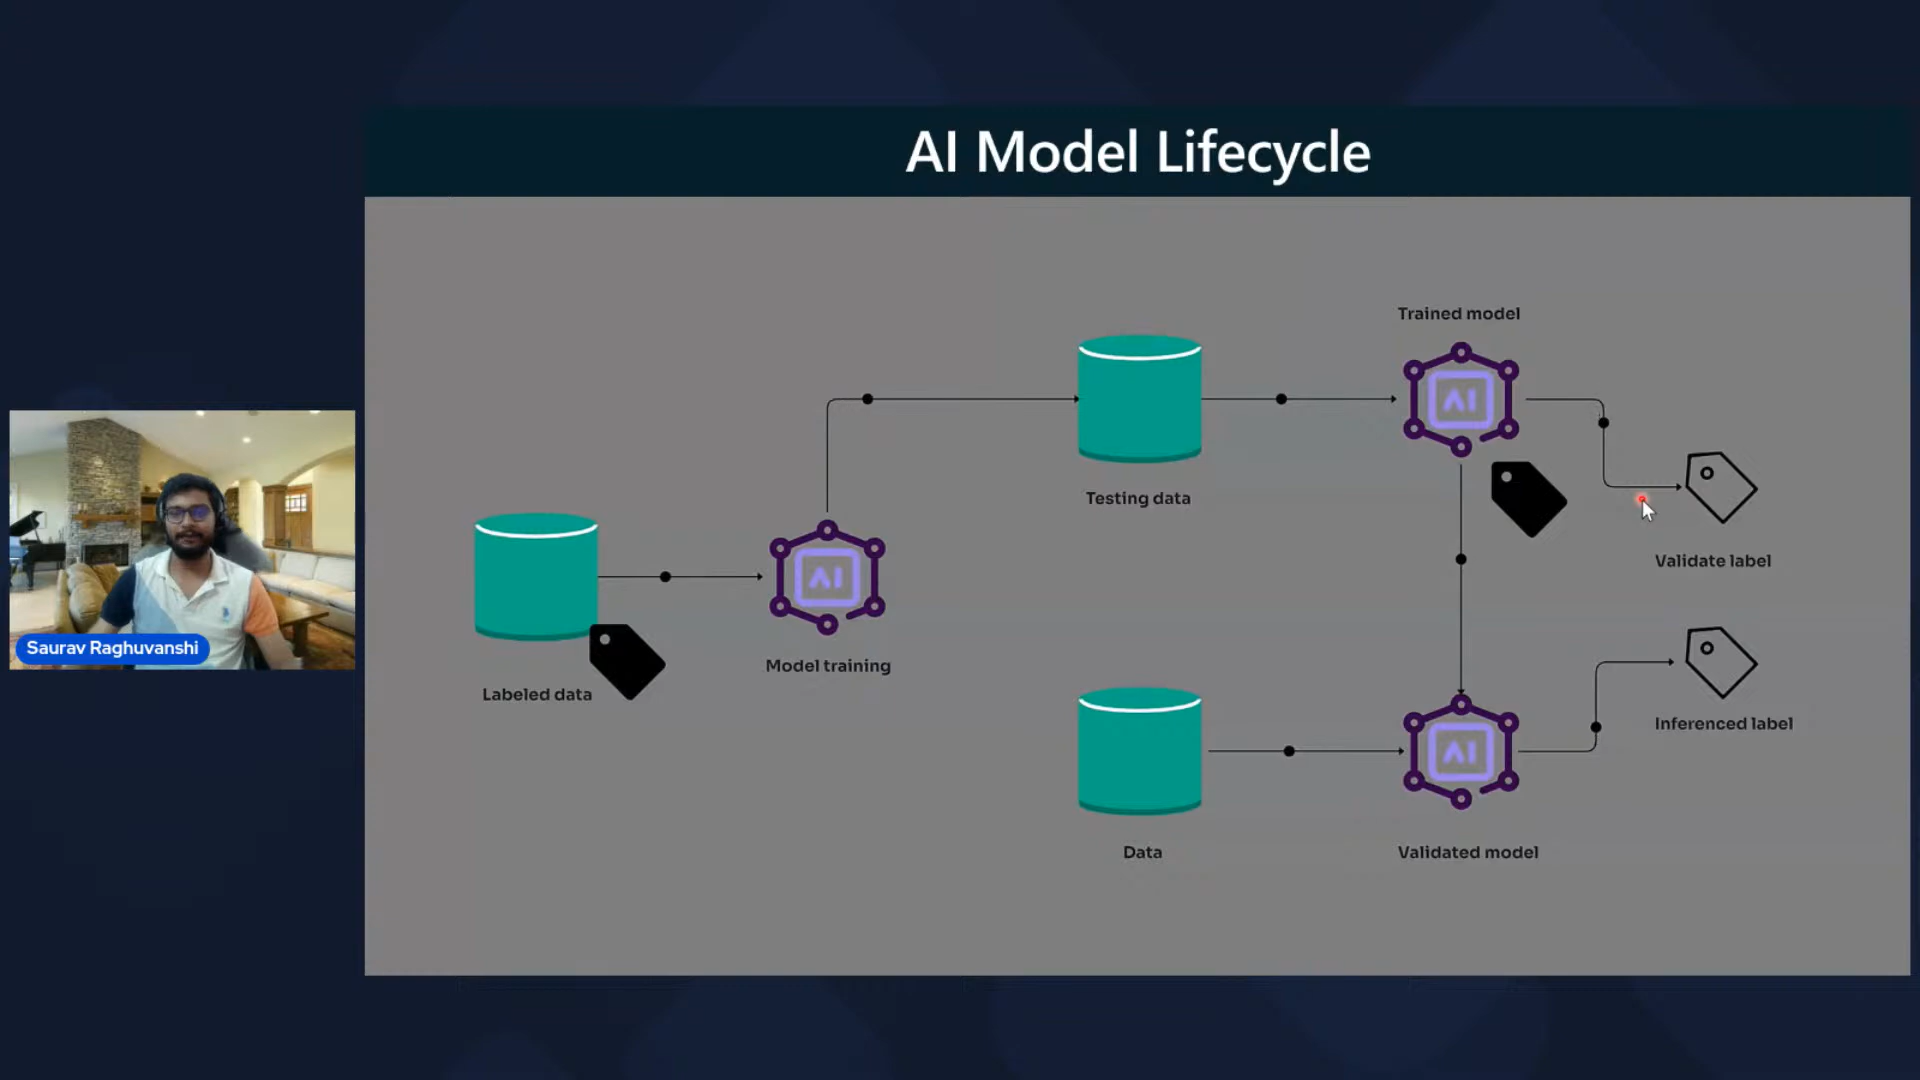 AI Model Lifecycle
Trained model
AI
Testing data
AI
Validate label
Labeled data
Model training
Inferenced label
AI
Data
Validated model
Saurav Raghuvanshi